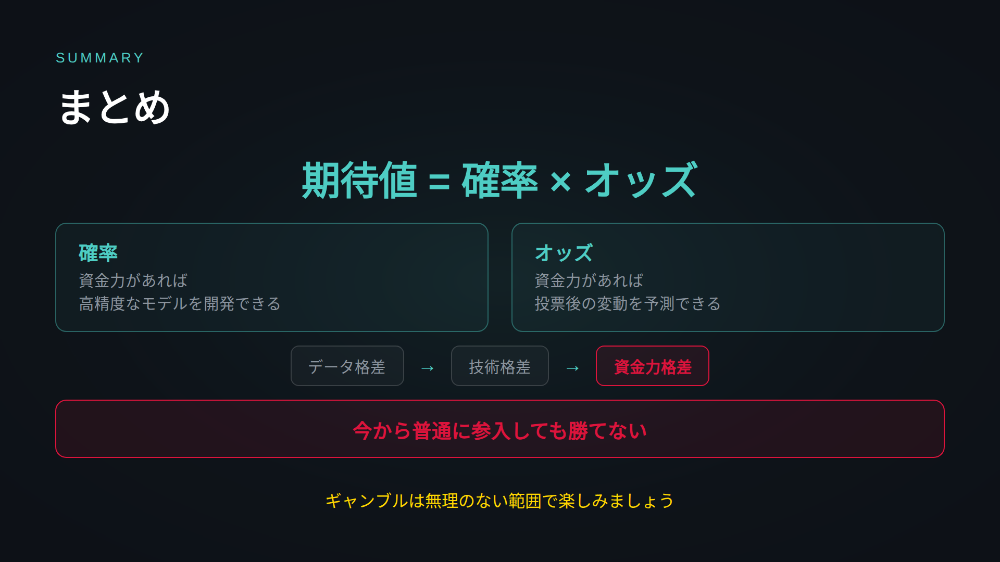 SUMMARY
まとめ
期待値 = 確率 × オッズ
確率
資金力があれば
高精度なモデルを開発できる
オッズ
資金力があれば
投票後の変動を予測できる
データ格差 → 技術格差 → 資金力格差
今から普通に参入しても勝てない
ギャンブルは無理のない範囲で楽しみましょう